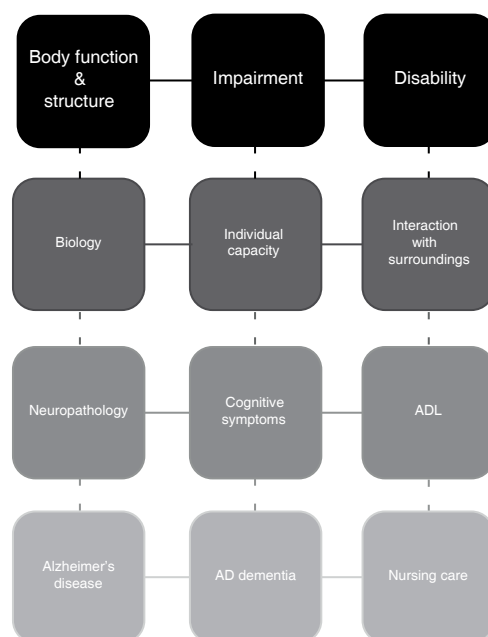 Body function
&
structure
Impairment
Disability
Biology
Individual
capacity
Interaction
with
surroundings
Neuropathology
Cognitive
symptoms
ADL
Alzheimer's
disease
AD dementia
Nursing care